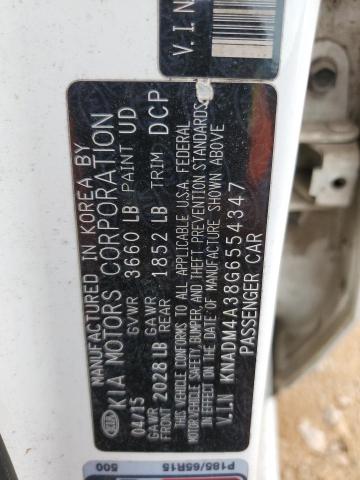 MANUFACTURED IN KOREA BY
KIA KIA MOTORS CORPORATION
04/15 GVWR 3660 LB PAINT UD
GAWR FRONT 2028 LB GAWR REAR 1852 LB TRIM DCP
THIS VEHICLE CONFORMS TO ALL APPLICABLE U.S.A. FEDERAL
MOTOR VEHICLE SAFETY, BUMPER, AND THEFT PREVENTION STANDARDS
IN EFFECT ON THE DATE OF MANUFACTURE SHOWN ABOVE
V.I.N KNADM4A38G6554347
PASSENGER CAR
V.I.N
P185/65R15
500